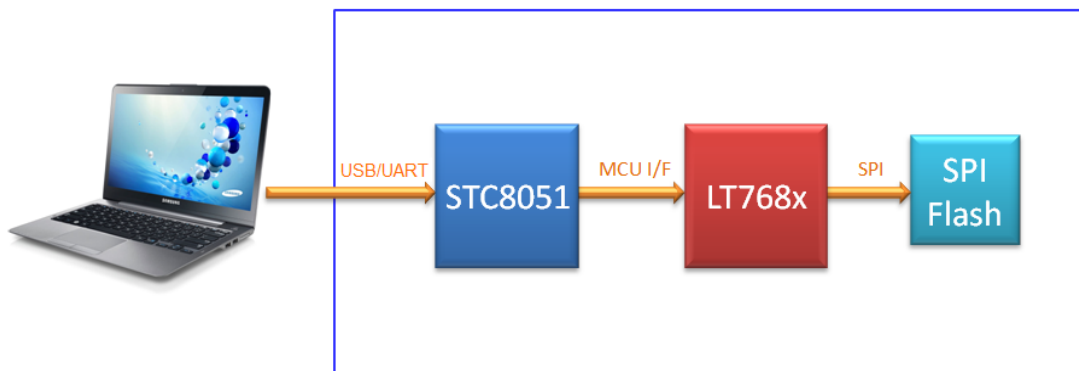 USB/UART
STC8051
MCU I/F
LT768x
SPI
SPI
Flash
SAMSUNG